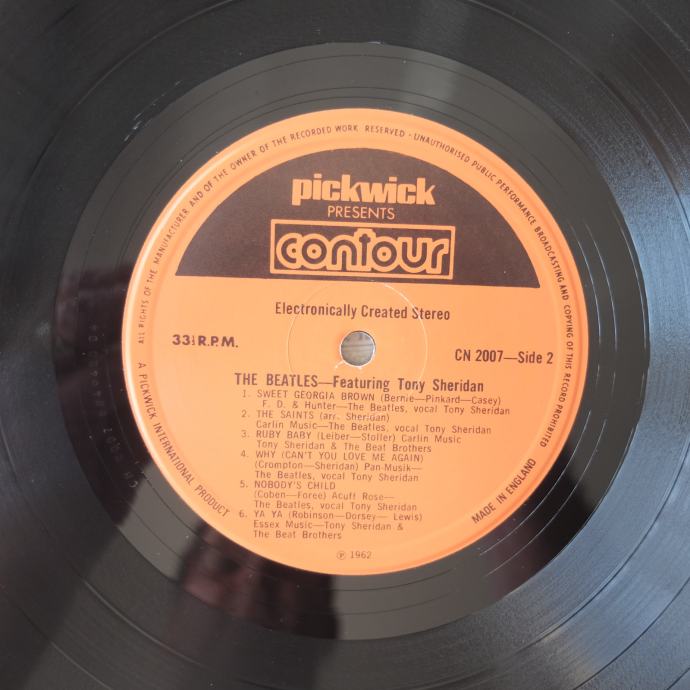 ALL RIGHTS OF THE MANUFACTURER AND OF THE OWNER OF THE RECORDED WORK RESERVED - UNAUTHORISED PUBLIC PERFORMANCE BROADCASTING AND COPYING OF THIS RECORD PROHIBITED
pickwick
PRESENTS
contour
Electronically Created Stereo
33⅓ R.P.M.
CN 2007—Side 2
THE BEATLES—Featuring Tony Sheridan
1. SWEET GEORGIA BROWN (Bernie—Pinkard—Casey)
F. D. & Hunter—The Beatles, vocal Tony Sheridan
2. THE SAINTS (arr. Sheridan)
Carlin Music—The Beatles, vocal Tony Sheridan
3. RUBY BABY (Leiber—Stoller) Carlin Music
Tony Sheridan & The Beat Brothers
4. WHY (CAN'T YOU LOVE ME AGAIN)
(Crompton—Sheridan) Pan-Musik—
The Beatles, vocal Tony Sheridan
5. NOBODY'S CHILD
(Coben—Foree) Acuff Rose—
The Beatles, vocal Tony Sheridan
6. YA YA (Robinson—Dorsey— Lewis)
Essex Music—Tony Sheridan &
The Beat Brothers
℗ 1962
A PICKWICK INTERNATIONAL PRODUCT
MADE IN ENGLAND